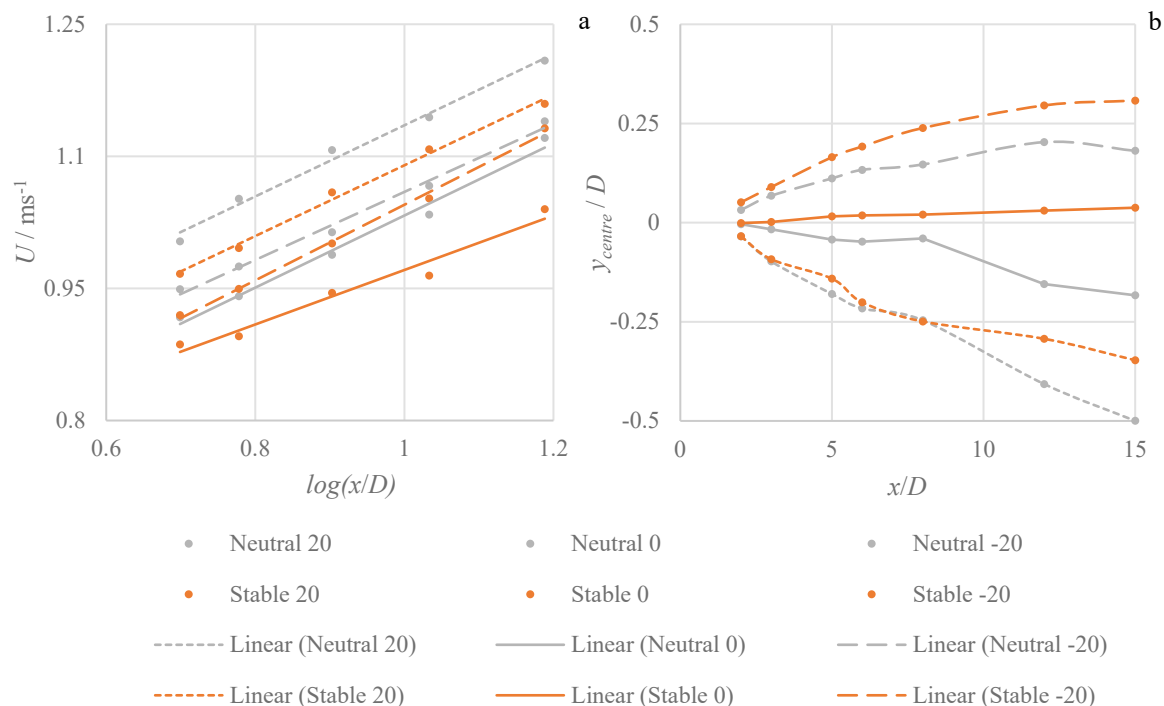 a
1.25
1.1
0.95
0.8
U / ms-1
0.6
0.8
1
1.2
log(x/D)
b
0.5
0.25
0
-0.25
-0.5
ycentre / D
0
5
10
15
x/D
Neutral 20
Neutral 0
Neutral -20
Stable 20
Stable 0
Stable -20
Linear (Neutral 20)
Linear (Neutral 0)
Linear (Neutral -20)
Linear (Stable 20)
Linear (Stable 0)
Linear (Stable -20)